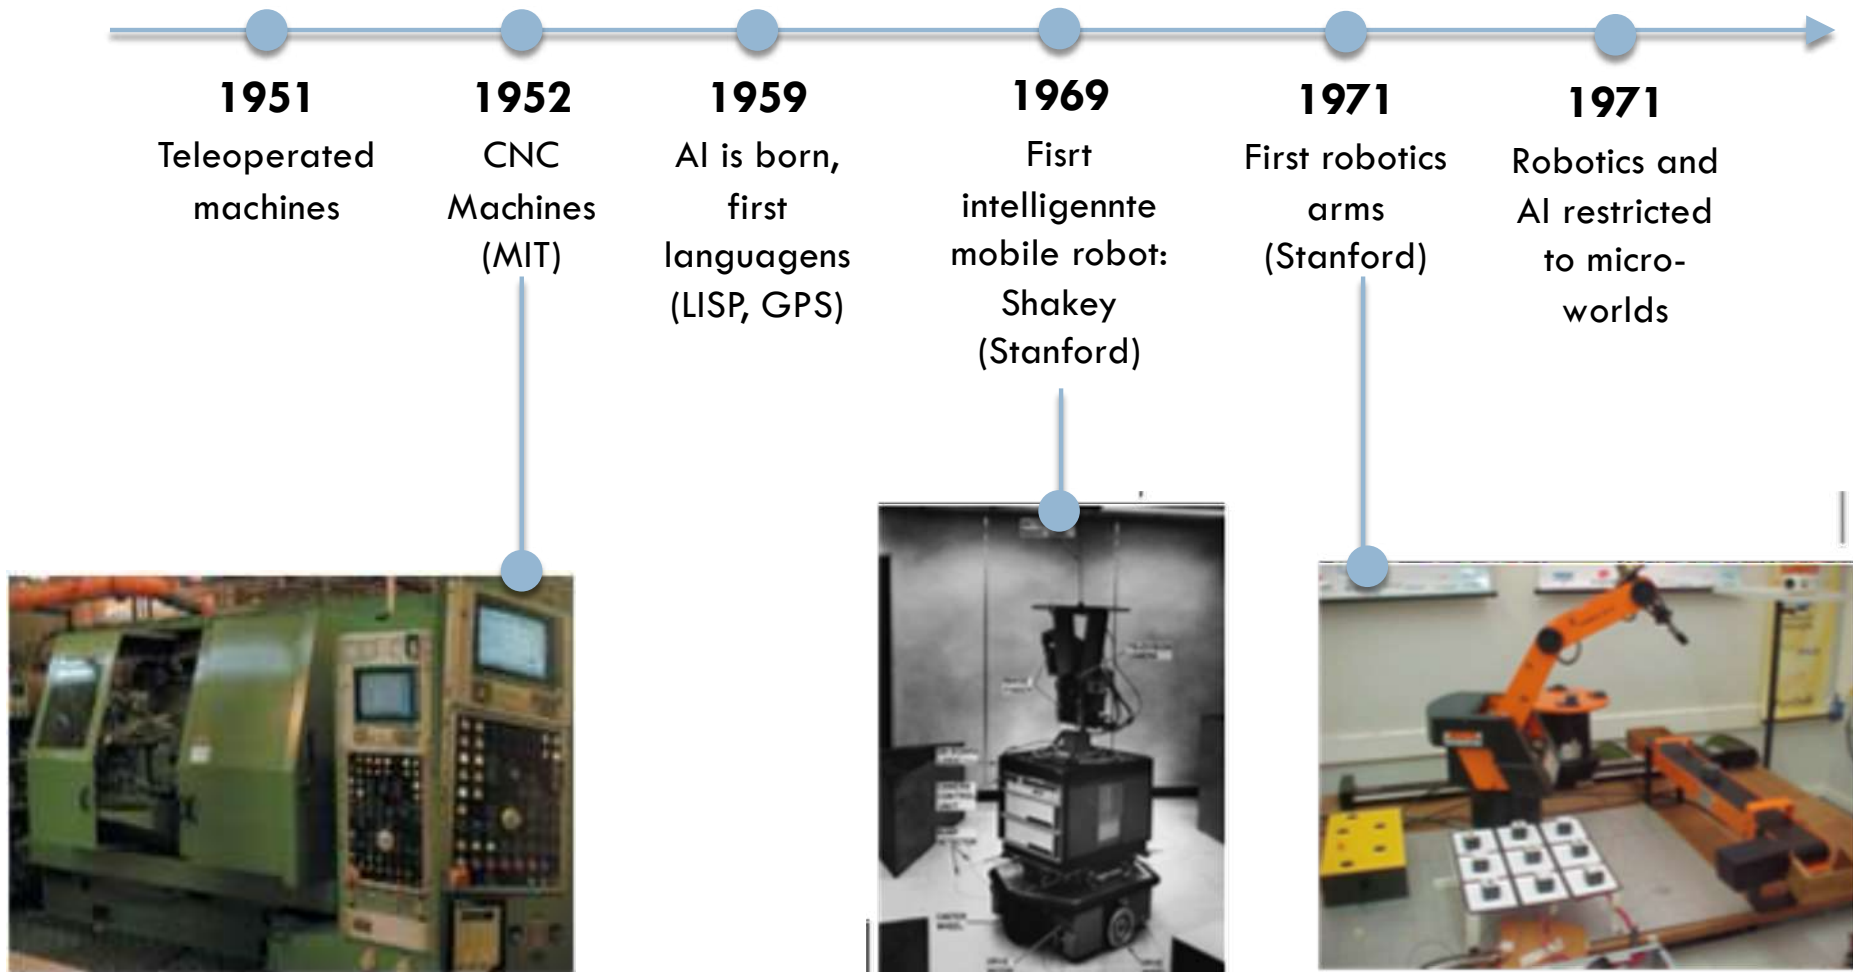 1951
Teleoperated
machines
1952
CNC
Machines
(MIT)
1959
AI is born,
first
languagens
(LISP, GPS)
1969
Fisrt
intelligennte
mobile robot:
Shakey
(Stanford)
1971
First robotics
arms
(Stanford)
1971
Robotics and
AI restricted
to micro-
worlds